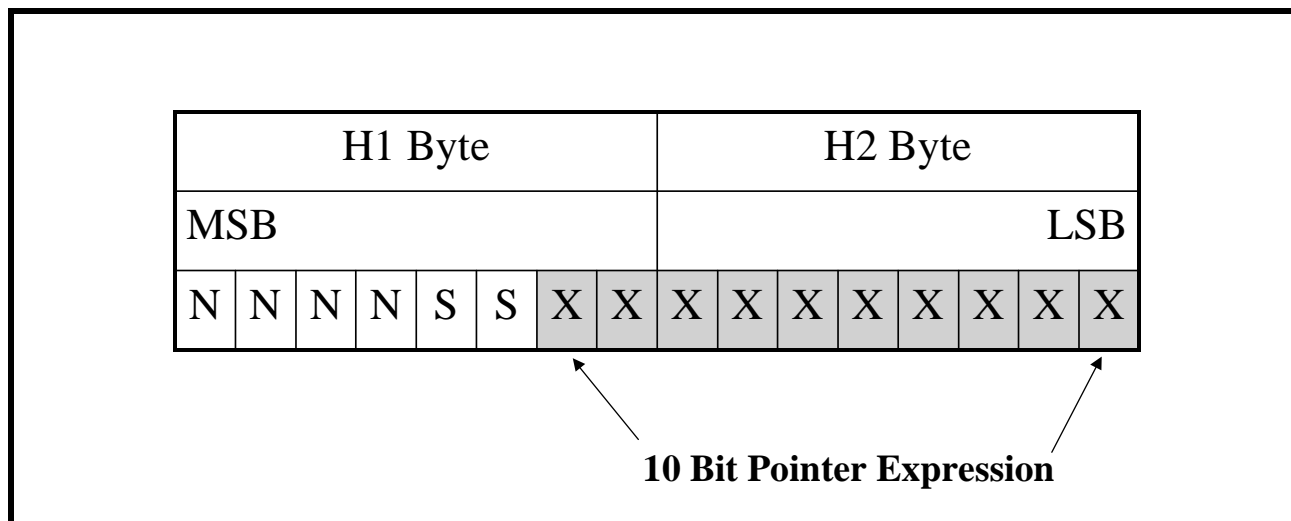 H1 Byte H2 Byte
MSB LSB
N N N N S S X X X X X X X X X X
10 Bit Pointer Expression